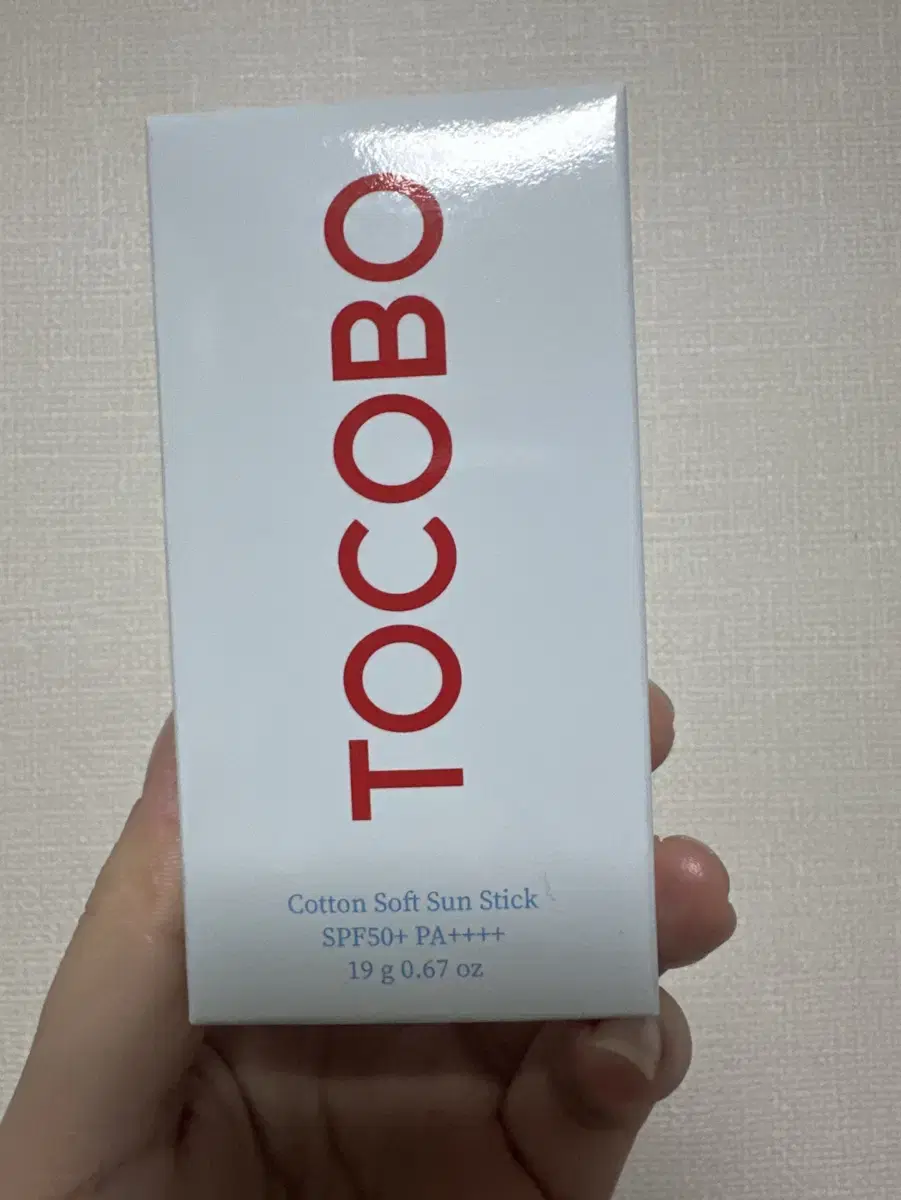 TOCOBO
Cotton Soft Sun Stick
SPF50+ PA++++
19 g 0.67 oz